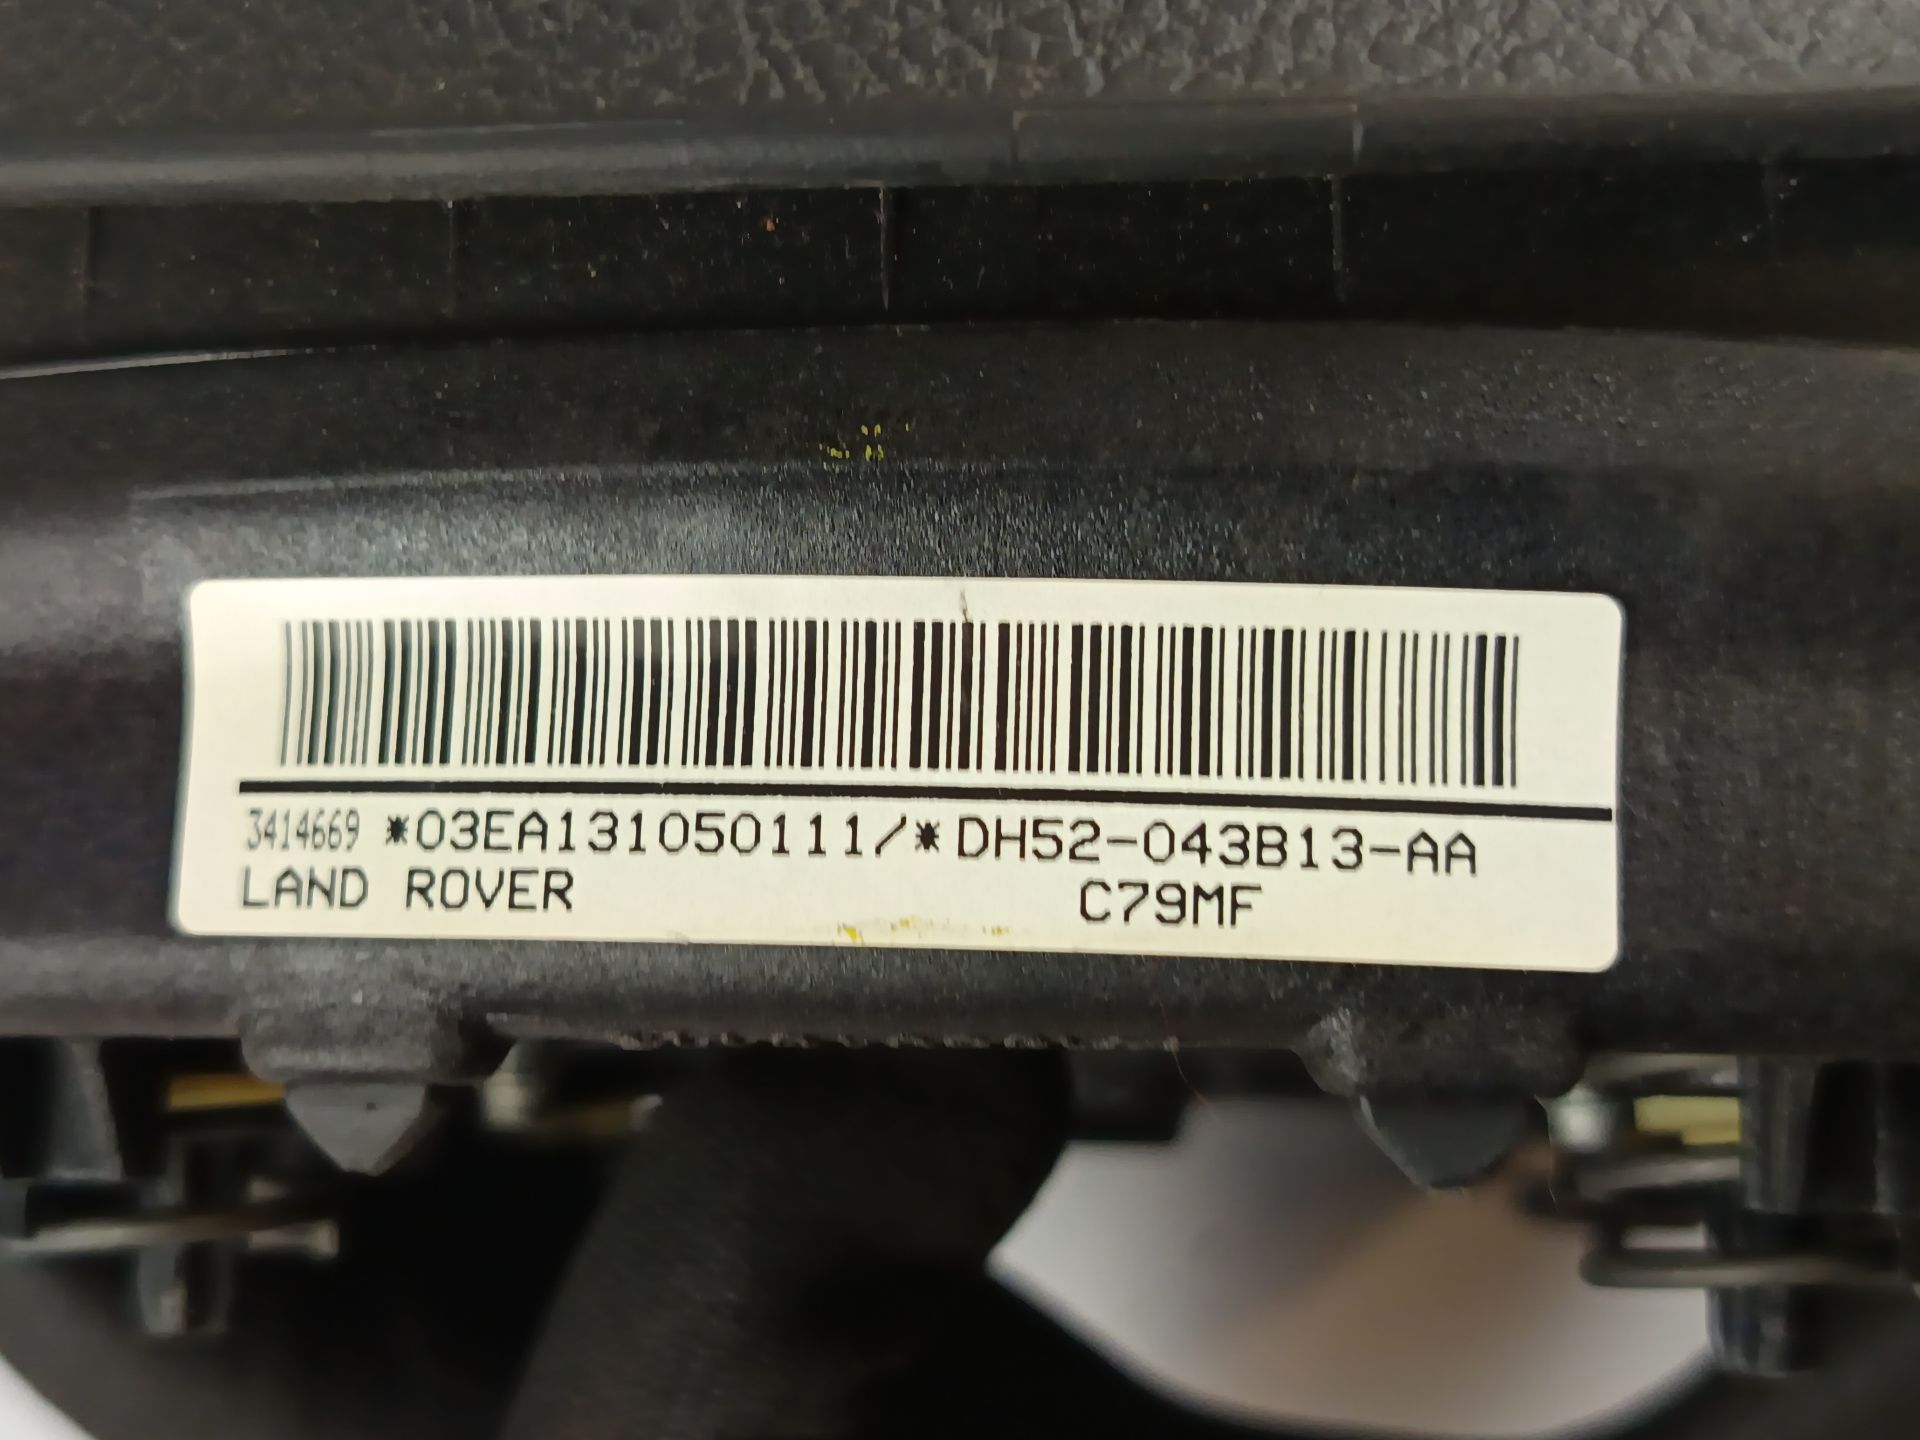 3414669 *03EA131050111/* DH52-043B13-AA
LAND ROVER C79MF